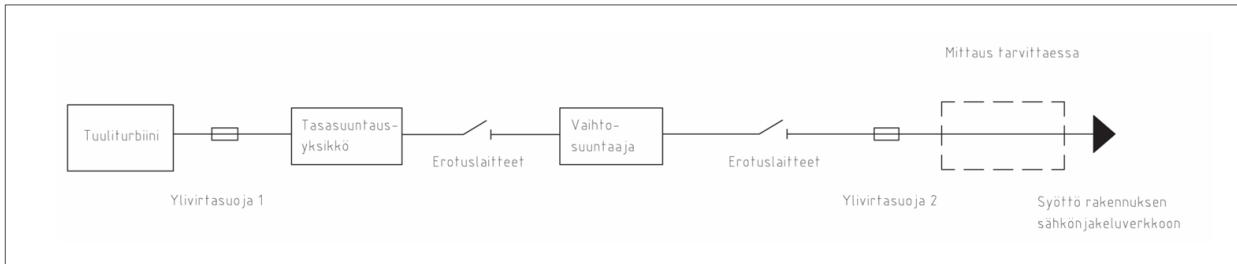 Mittaus tarvittaessa
Tuuliturbiini
Tasasuuntaus-
yksikkö
Vaihto-
suuntaaja
Erotuslaitteet
Erotuslaitteet
Ylivirtasuoja 1
Ylivirtasuoja 2
Syöttö rakennuksen
sähkönjakeluverkkoon